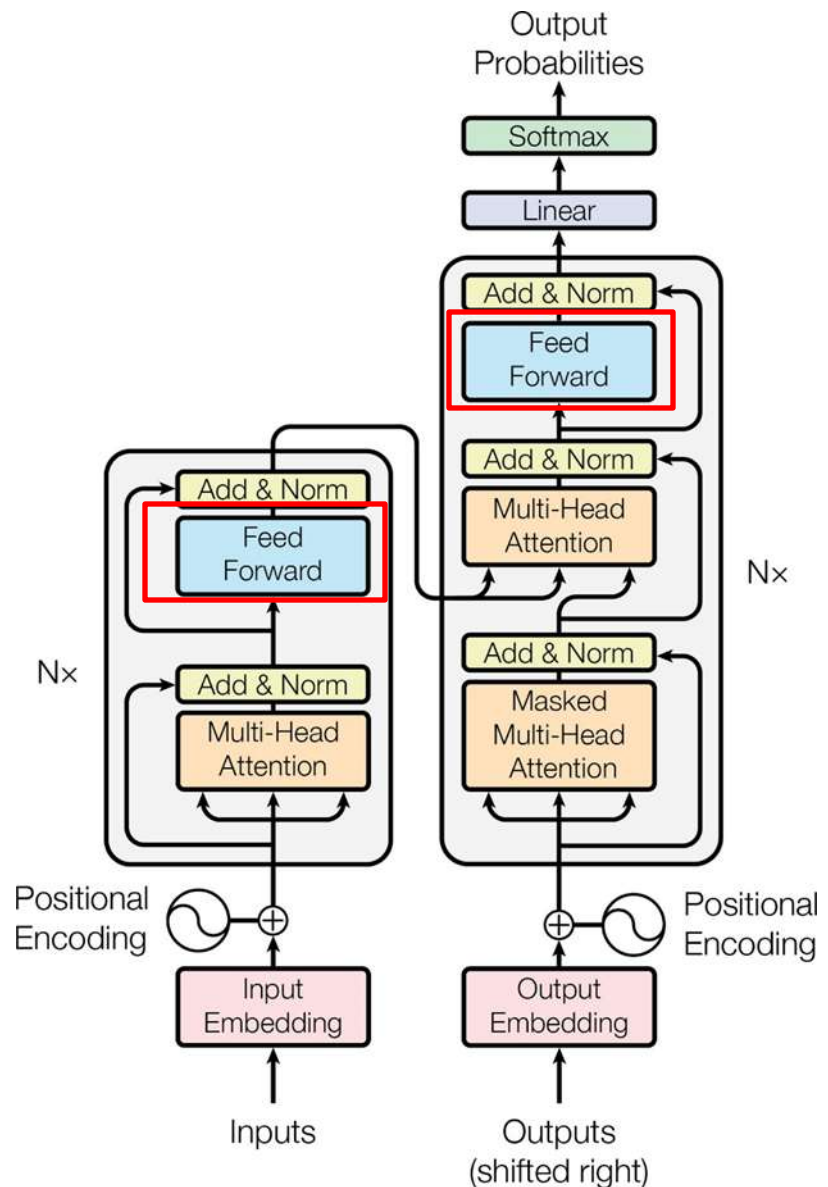 Output
Probabilities
Softmax
Linear
Add & Norm
Feed
Forward
Add & Norm
Multi-Head
Attention
N×
Add & Norm
Masked
Multi-Head
Attention
Add & Norm
Feed
Forward
N×
Add & Norm
Multi-Head
Attention
Positional
Encoding
Positional
Encoding
Input
Embedding
Output
Embedding
Inputs
Outputs
(shifted right)